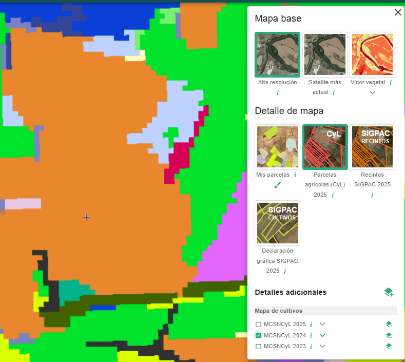 Mapa base
Alta resolución i
Satélite más actual i
Vigor vegetal i
Detalle de mapa
CyL
SIGPAC
RECINTOS
Mis parcelas i
Parcelas agrícolas (CyL) 2025 i
Recintos SIGPAC 2025 i
SIGPAC
CULTIVOS
Declaración
gráfica SIGPAC
2025 i
Detalles adicionales
Mapa de cultivos
MCSNCyL 2025 i
MCSNCyL 2024 i
MCSNCyL 2023 i